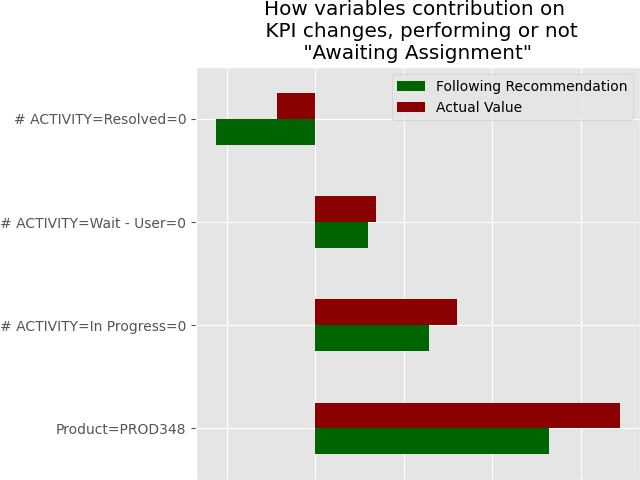 How variables contribution on
KPI changes, performing or not
"Awaiting Assignment"
Following Recommendation
Actual Value
# ACTIVITY=Resolved=0
# ACTIVITY=Wait - User=0
# ACTIVITY=In Progress=0
Product=PROD348